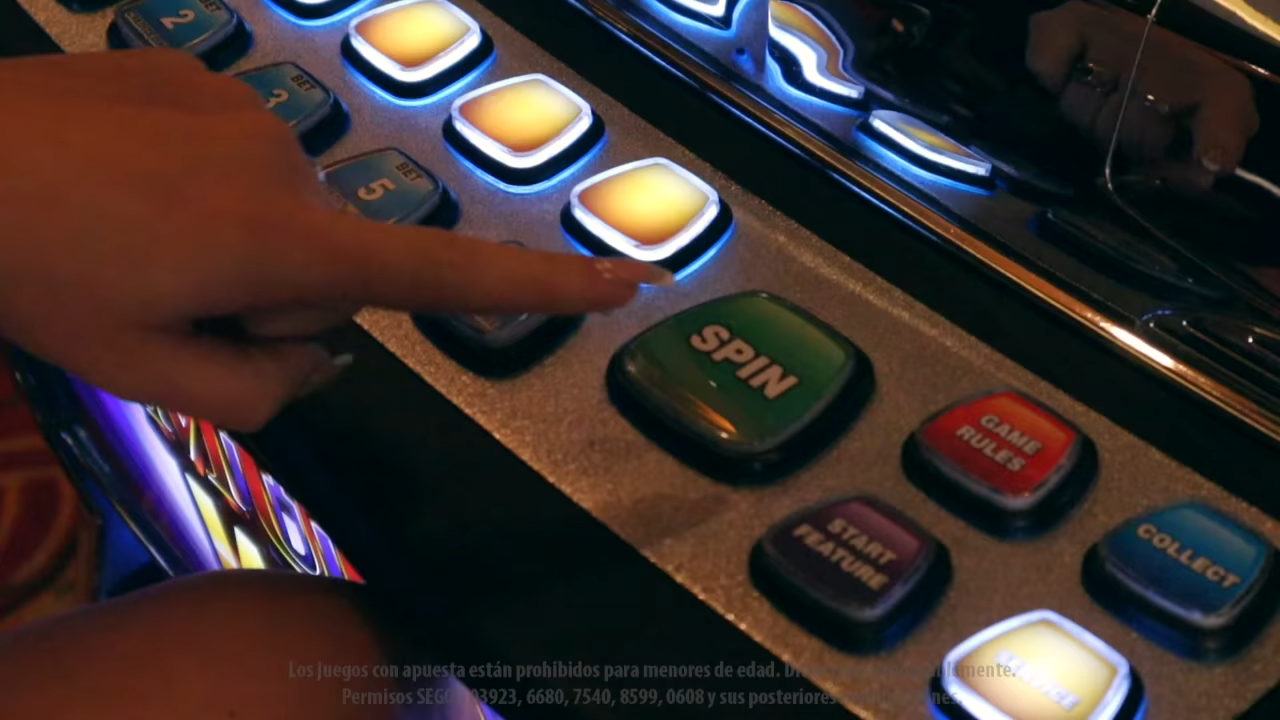 BET
2
BET
3
BET
5
SPIN
GAME
RULES
START
FEATURE
COLLECT
Los juegos con apuesta están prohibidos para menores de edad.
Permisos 6680, 7540, 8599, 0608 y sus posteriores